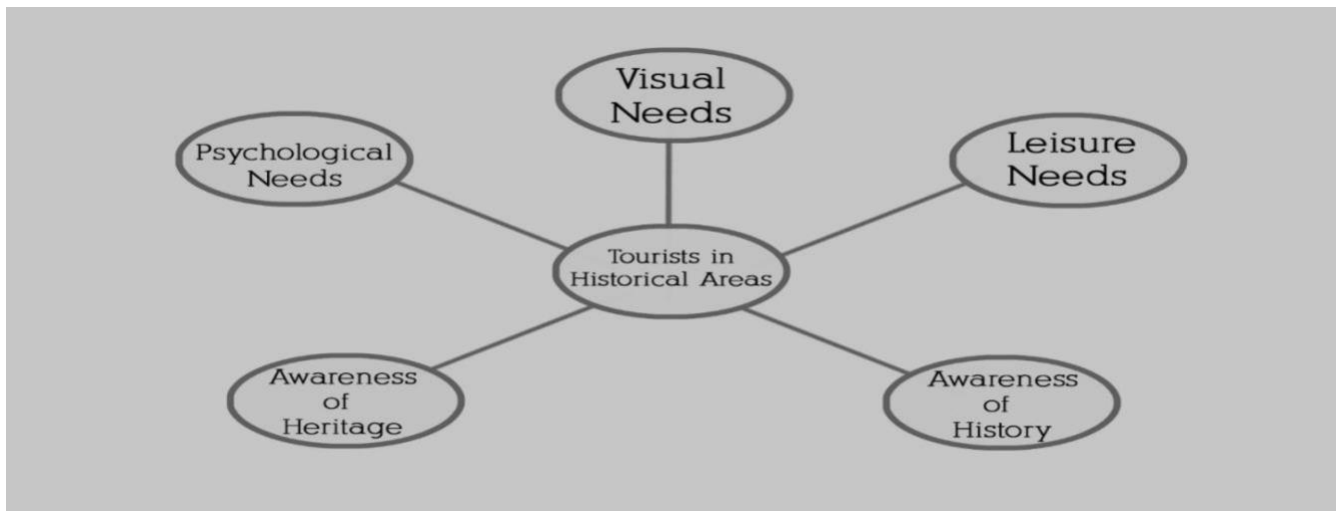 Visual
Needs
Psychological
Needs
Leisure
Needs
Tourists in
Historical Areas
Awareness
of
Heritage
Awareness
of
History